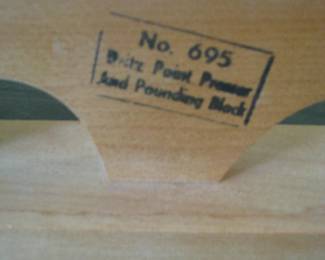 No. 695
Point Presser
And Pounding Block